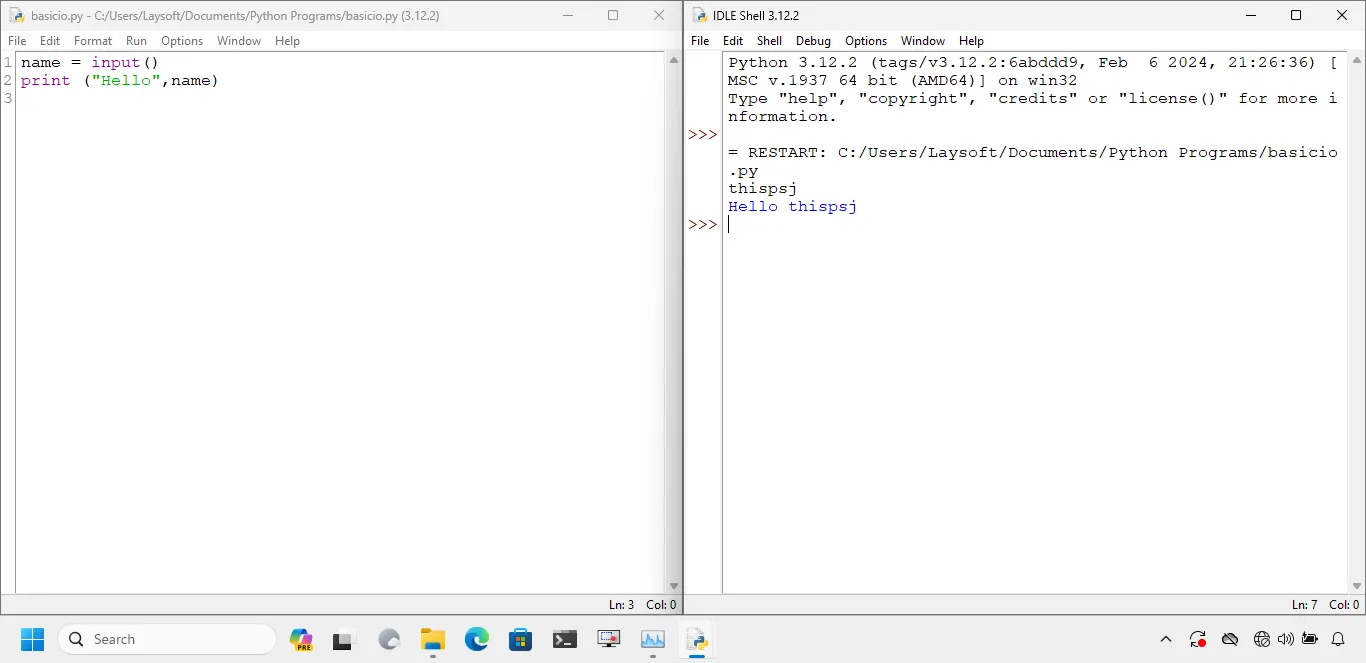 basicio.py - C:/Users/Laysoft/Documents/Python Programs/basicio.py (3.12.2)
File Edit Format Run Options Window Help
1 name = input()
2 print ("Hello",name)
3
Ln: 3 Col: 0
IDLE Shell 3.12.2
File Edit Shell Debug Options Window Help
Python 3.12.2 (tags/v3.12.2:6abddd9, Feb  6 2024, 21:26:36) [
MSC v.1937 64 bit (AMD64)] on win32
Type "help", "copyright", "credits" or "license()" for more i
nformation.
>>>
= RESTART: C:/Users/Laysoft/Documents/Python Programs/basicio
.py
thispsj
Hello thispsj
>>>
Ln: 7 Col: 0
Search
PRE